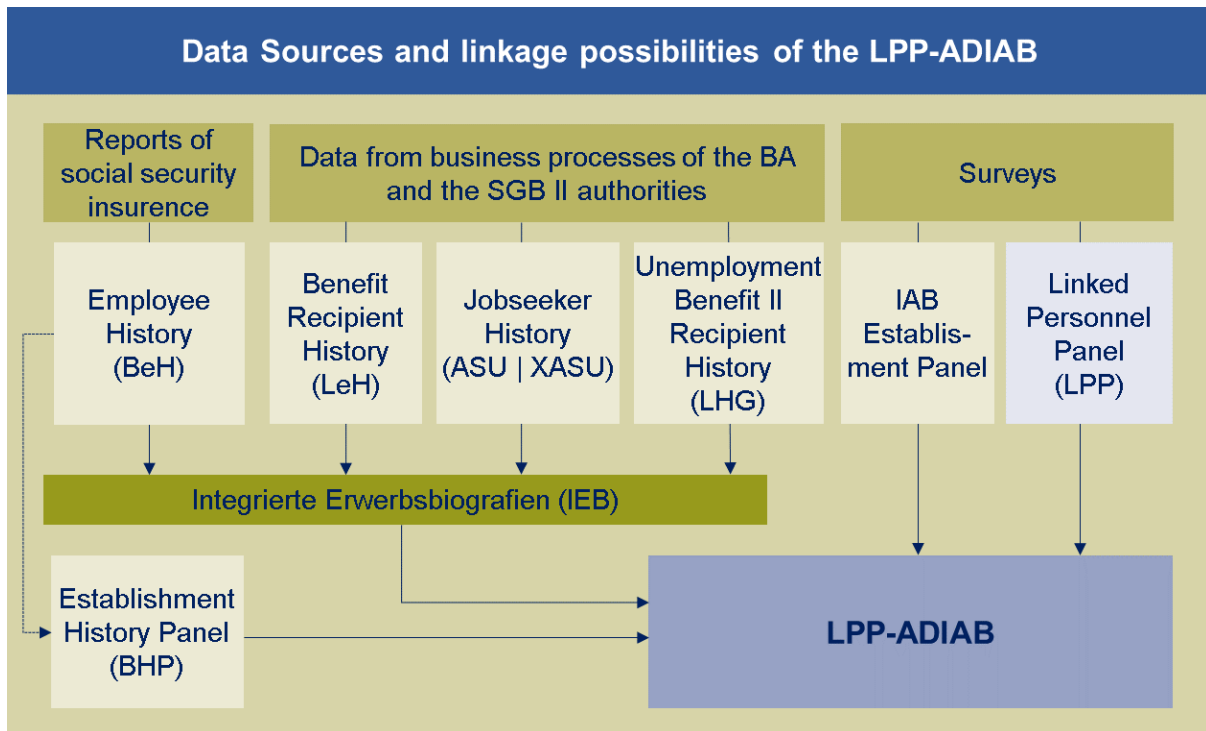 Data Sources and linkage possibilities of the LPP-ADIAB
Reports of
social security
insurence
Data from business processes of the BA
and the SGB II authorities
Surveys
Employee
History
(BeH)
Benefit
Recipient
History
(LeH)
Jobseeker
History
(ASU | XASU)
Unemployment
Benefit II
Recipient
History
(LHG)
IAB
Establis-
ment Panel
Linked
Personnel
Panel
(LPP)
Integrierte Erwerbsbiografien (IEB)
Establishment
History Panel
(BHP)
LPP-ADIAB